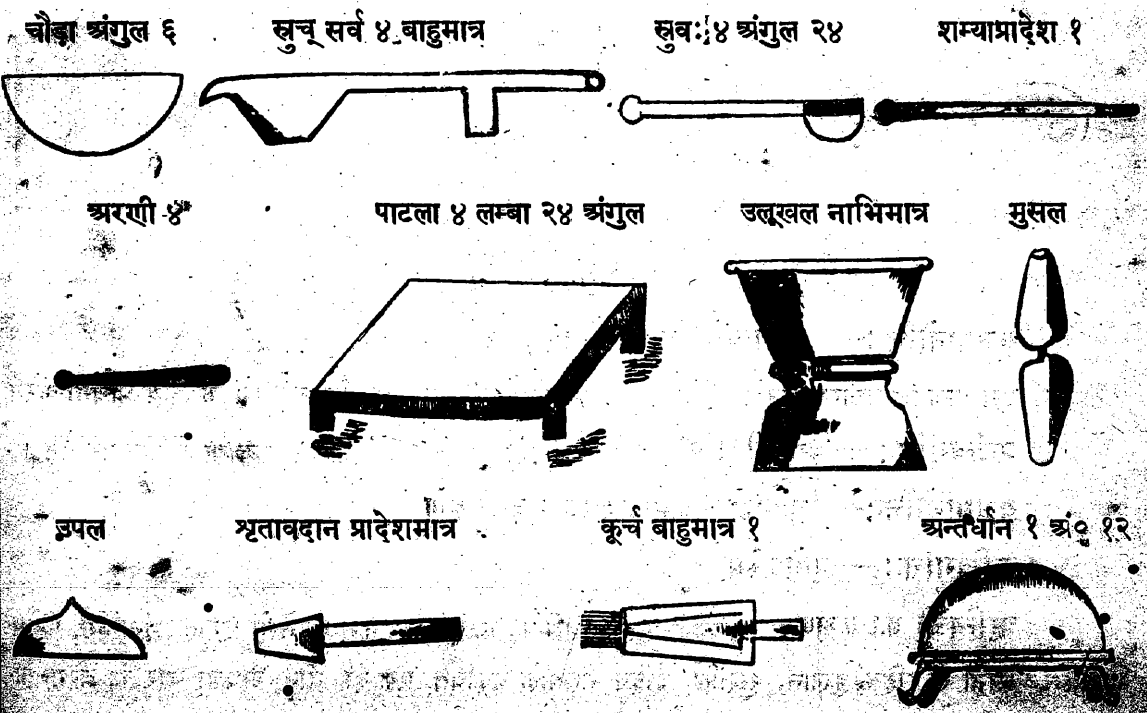 चौड़ा अंगुल ६
स्रुच् सर्व ४ बाहुमात्र
स्रुवः ४ अंगुल २४
शम्याप्रादेश १
अरणी ४
पाटला ४ लम्बा २४ अंगुल
उलूखल नाभिमात्र
मुसल
उपल
शृतावदान प्रादेशमात्र
कूर्च बाहुमात्र १
अन्तर्धान १ अं० १२